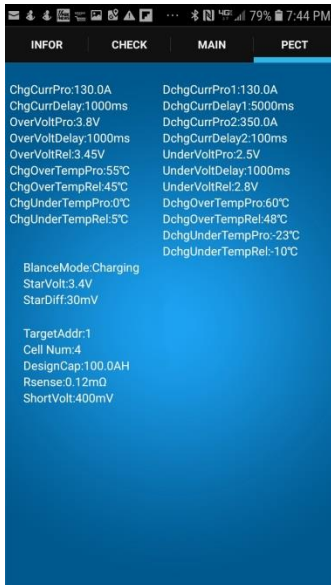 79% 7:44 PM
INFOR CHECK MAIN PECT
ChgCurrPro:130.0A
ChgCurrDelay:1000ms
OverVoltPro:3.8V
OverVoltDelay:1000ms
OverVoltRel:3.45V
ChgOverTempPro:55℃
ChgOverTempRel:45℃
ChgUnderTempPro:0℃
ChgUnderTempRel:5℃
DchgCurrPro1:130.0A
DchgCurrDelay1:5000ms
DchgCurrPro2:350.0A
DchgCurrDelay2:100ms
UnderVoltPro:2.5V
UnderVoltDelay:1000ms
UnderVoltRel:2.8V
DchgOverTempPro:60℃
DchgOverTempRel:48℃
DchgUnderTempPro:-23℃
DchgUnderTempRel:-10℃
BlanceMode:Charging
StarVolt:3.4V
StarDiff:30mV
TargetAddr:1
Cell Num:4
DesignCap:100.0AH
Rsense:0.12mΩ
ShortVolt:400mV